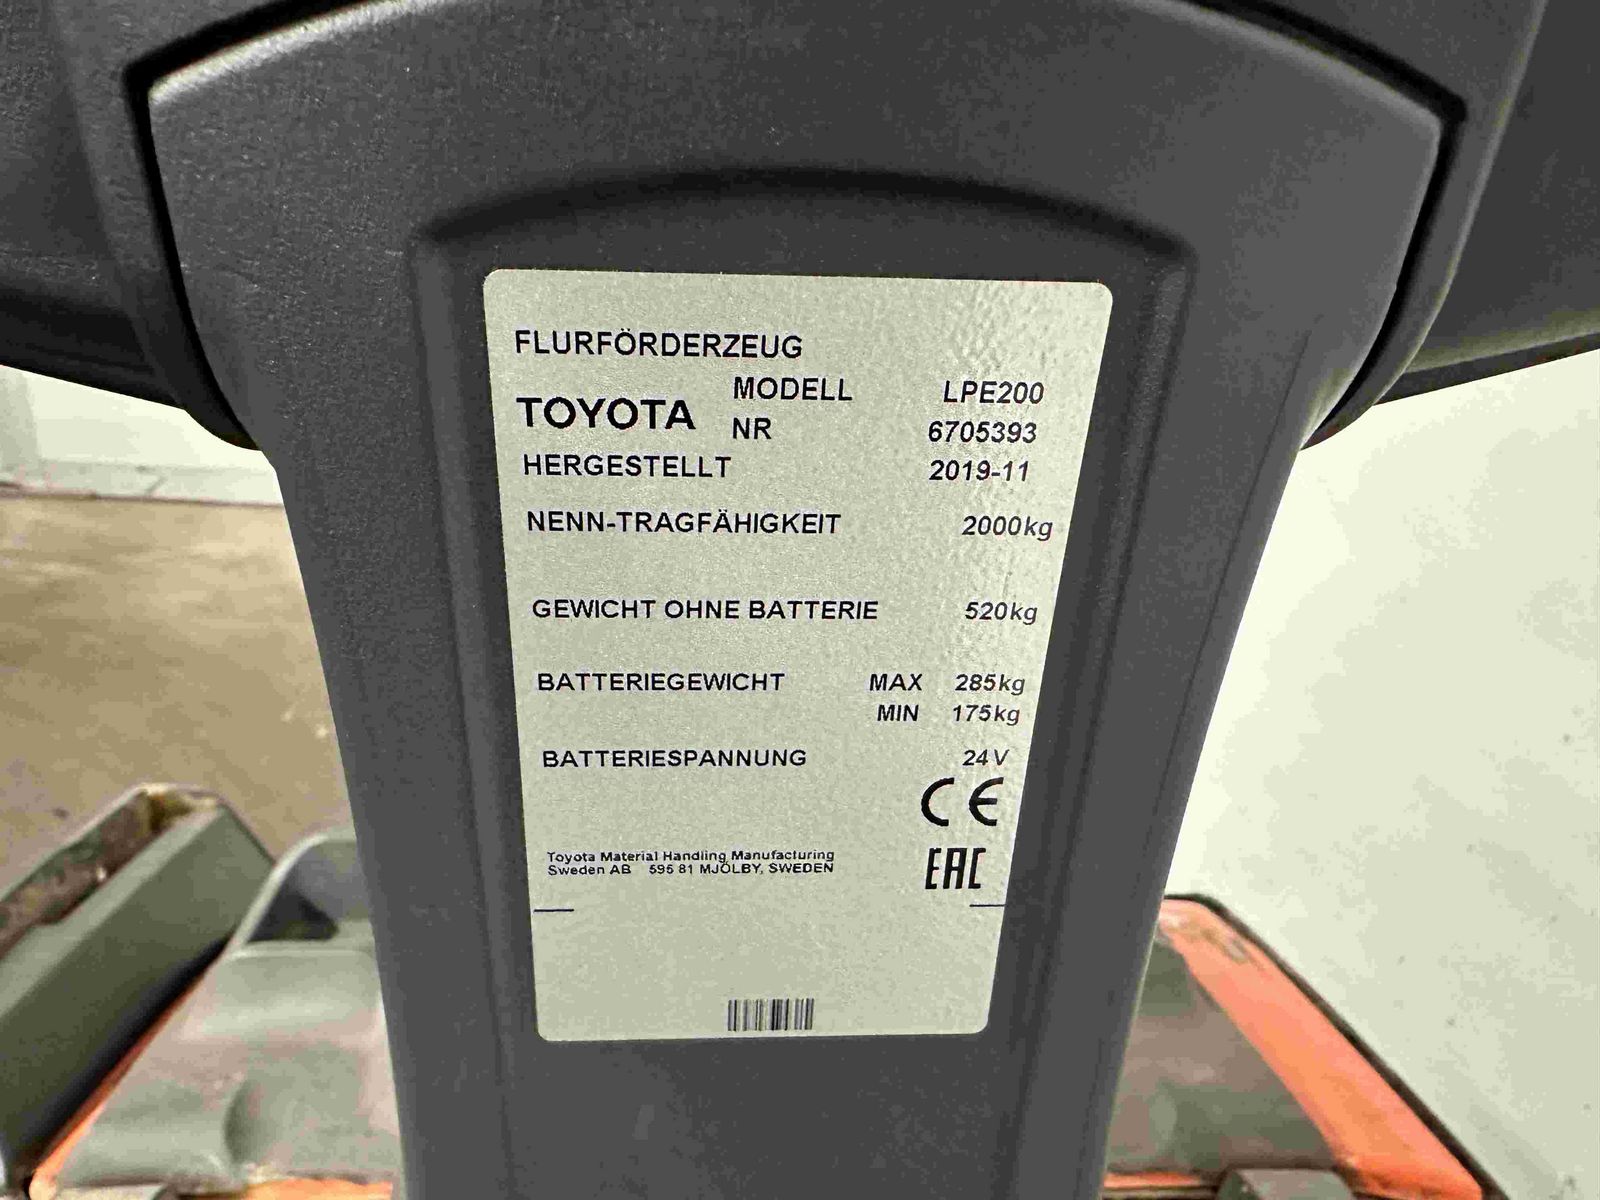 FLURFÖRDERZEUG
MODELL LPE200
TOYOTA
NR 6705393
HERGESTELLT 2019-11
NENN-TRAGFÄHIGKEIT 2000kg
GEWICHT OHNE BATTERIE 520kg
BATTERIEGEWICHT MAX 285kg
MIN 175kg
BATTERIESPANNUNG 24V
CE
Toyota Material Handling Manufacturing
Sweden AB 595 81 MJÖLBY, SWEDEN
EAC